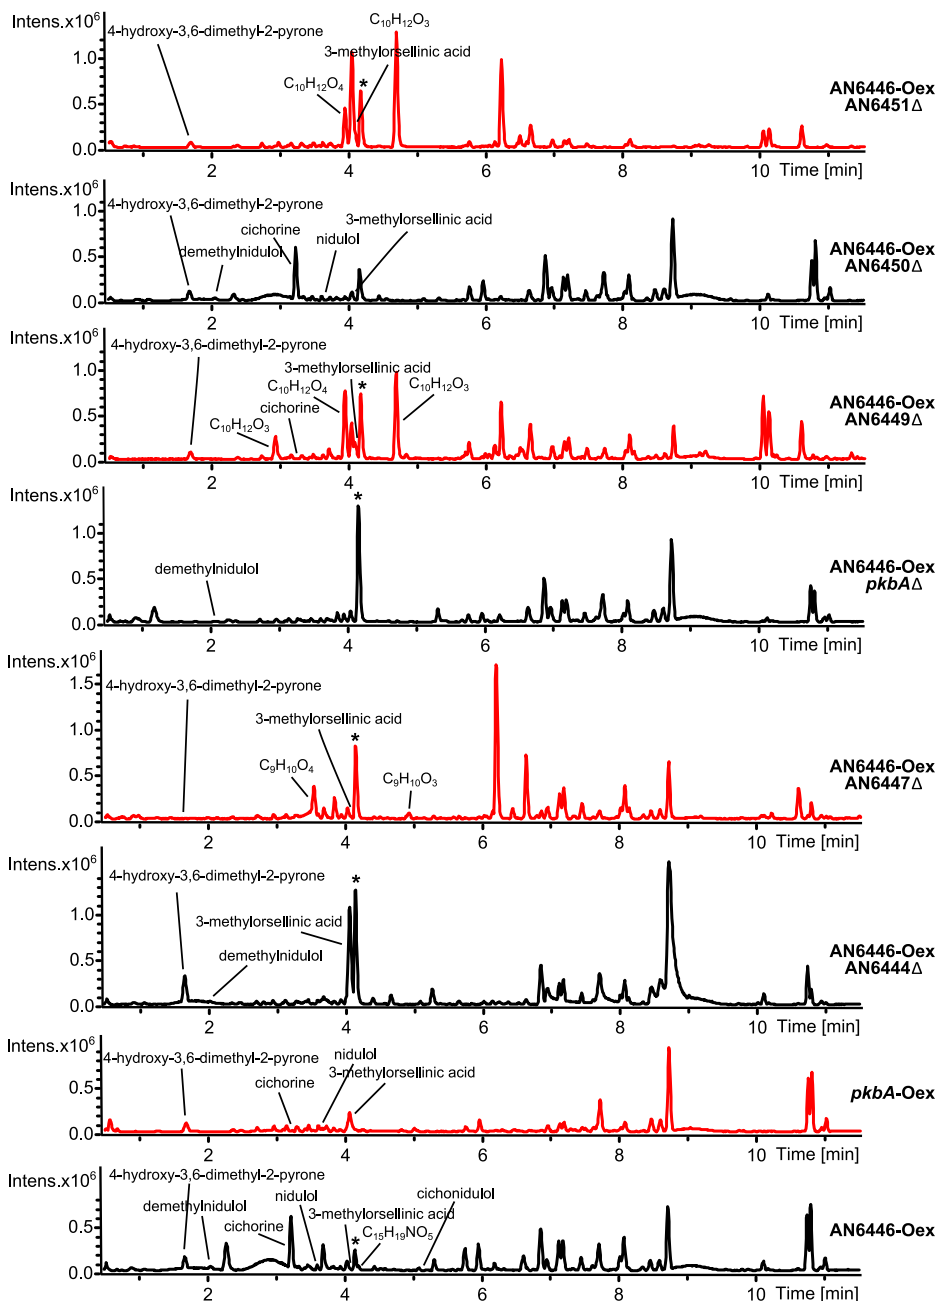 Intens.x10⁶
4-hydroxy-3,6-dimethyl-2-pyrone
C₁₀H₁₂O₃
3-methylorsellinic acid
C₁₀H₁₂O₄
*
1.0
0.5
0.0
AN6446-Oex
AN6451Δ
2 4 6 8 10 Time [min]
Intens.x10⁶
4-hydroxy-3,6-dimethyl-2-pyrone
3-methylorsellinic acid
cichorine
nidulol
demethylnidulol
1.0
0.5
0.0
AN6446-Oex
AN6450Δ
2 4 6 8 10 Time [min]
Intens.x10⁶
4-hydroxy-3,6-dimethyl-2-pyrone
3-methylorsellinic acid
C₁₀H₁₂O₄
*
C₁₀H₁₂O₃
cichorine
C₁₀H₁₂O₃
1.0
0.5
0.0
AN6446-Oex
AN6449Δ
2 4 6 8 10 Time [min]
Intens.x10⁶
*
demethylnidulol
1.0
0.5
0.0
AN6446-Oex
pkbAΔ
2 4 6 8 10 Time [min]
Intens.x10⁶
4-hydroxy-3,6-dimethyl-2-pyrone
3-methylorsellinic acid
*
C₉H₁₀O₄
C₉H₁₀O₃
1.5
1.0
0.5
0.0
AN6446-Oex
AN6447Δ
2 4 6 8 10 Time [min]
Intens.x10⁶
4-hydroxy-3,6-dimethyl-2-pyrone
*
3-methylorsellinic acid
demethylnidulol
1.0
0.5
0.0
AN6446-Oex
AN6444Δ
2 4 6 8 10 Time [min]
Intens.x10⁶
4-hydroxy-3,6-dimethyl-2-pyrone
nidulol
3-methylorsellinic acid
cichorine
0.5
0.0
pkbA-Oex
2 4 6 8 10 Time [min]
Intens.x10⁶
4-hydroxy-3,6-dimethyl-2-pyrone
demethylnidulol
nidulol
cichonidulol
cichorine
3-methylorsellinic acid
*
C₁₅H₁₉NO₅
0.5
0.0
AN6446-Oex
2 4 6 8 10 Time [min]